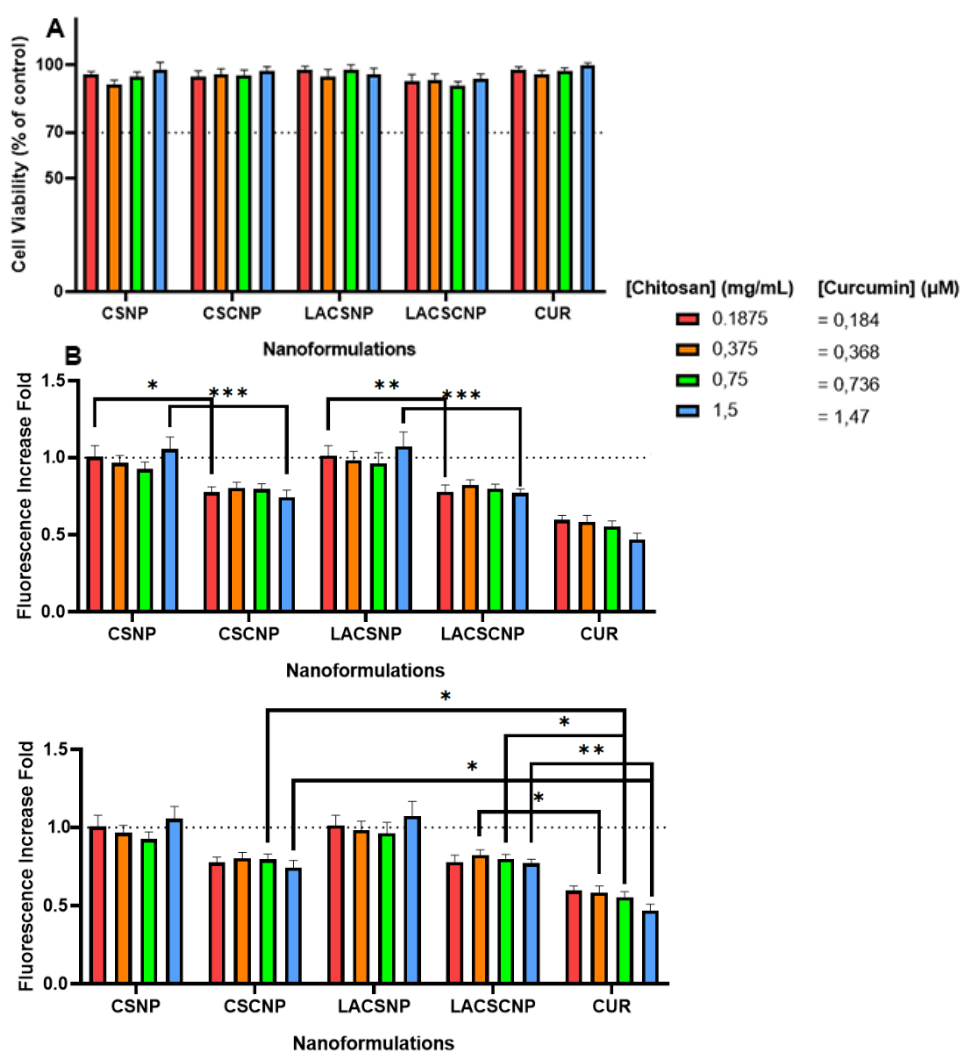 A
Cell Viability (% of control)
100
70
50
0
CSNP CSCNP LACSNP LACSCNP CUR
Nanoformulations
[Chitosan] (mg/mL) [Curcumin] (µM)
0.1875 = 0,184
0,375 = 0,368
0,75 = 0,736
1,5 = 1,47
B
Fluorescence Increase Fold
1.5
1.0
0.5
0.0
* *** ** ***
CSNP CSCNP LACSNP LACSCNP CUR
Nanoformulations
Fluorescence Increase Fold
1.5
1.0
0.5
0.0
*
*
**
*
*
CSNP CSCNP LACSNP LACSCNP CUR
Nanoformulations